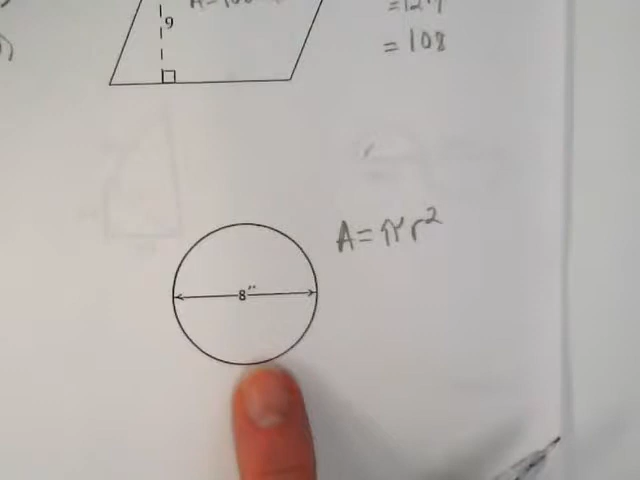 9
= 108
A = πr²
8"